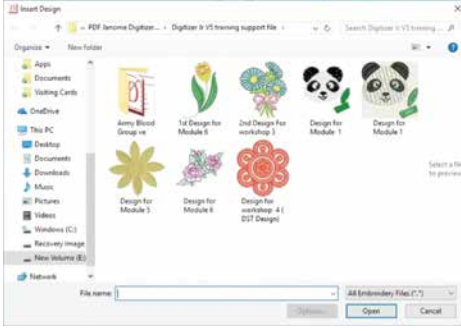 Insert Design
« PDF Janome Digitizer... › Digitizer Jr V5 training support file ›
Search Digitizer Jr V5 training ...
Organize
New folder
Apps
Documents
Visiting Cards
OneDrive
This PC
Desktop
Documents
Downloads
Music
Pictures
Videos
Windows (C:)
Recovery Image
New Volume (E:)
Network
Army Blood
Group ve
1st Design for
Module 6
2nd Design For
workshop 3
Design for
Module 1
Design for
Module 1
Design for
Module 5
Design for
Module 6
Design for
workshop 4 (
DST Design)
Select a fil
to preview
File name:
All Embroidery Files (*.*)
Options...
Open
Cancel